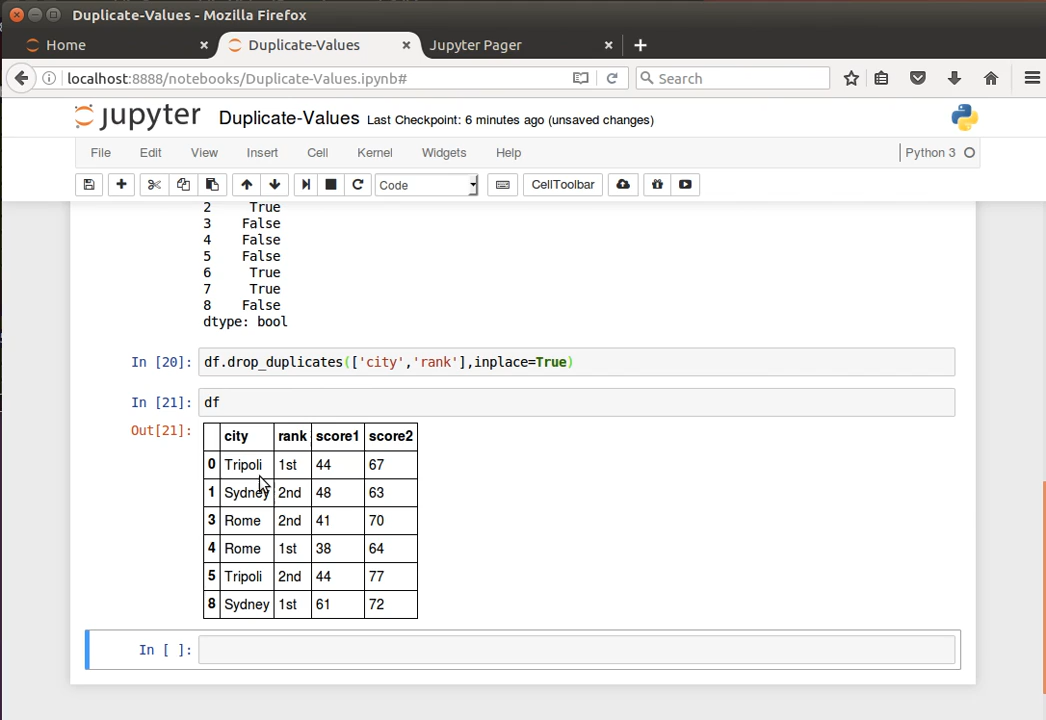 Duplicate-Values - Mozilla Firefox
Home × Duplicate-Values × Jupyter Pager ×
localhost:8888/notebooks/Duplicate-Values.ipynb# Search
jupyter Duplicate-Values Last Checkpoint: 6 minutes ago (unsaved changes)
File Edit View Insert Cell Kernel Widgets Help Python 3
Code CellToolbar
2 True
3 False
4 False
5 False
6 True
7 True
8 False
dtype: bool
In [20]: df.drop_duplicates(['city','rank'],inplace=True)
In [21]: df
Out[21]:
city rank score1 score2
0 Tripoli 1st 44 67
1 Sydney 2nd 48 63
3 Rome 2nd 41 70
4 Rome 1st 38 64
5 Tripoli 2nd 44 77
8 Sydney 1st 61 72
In [ ]: